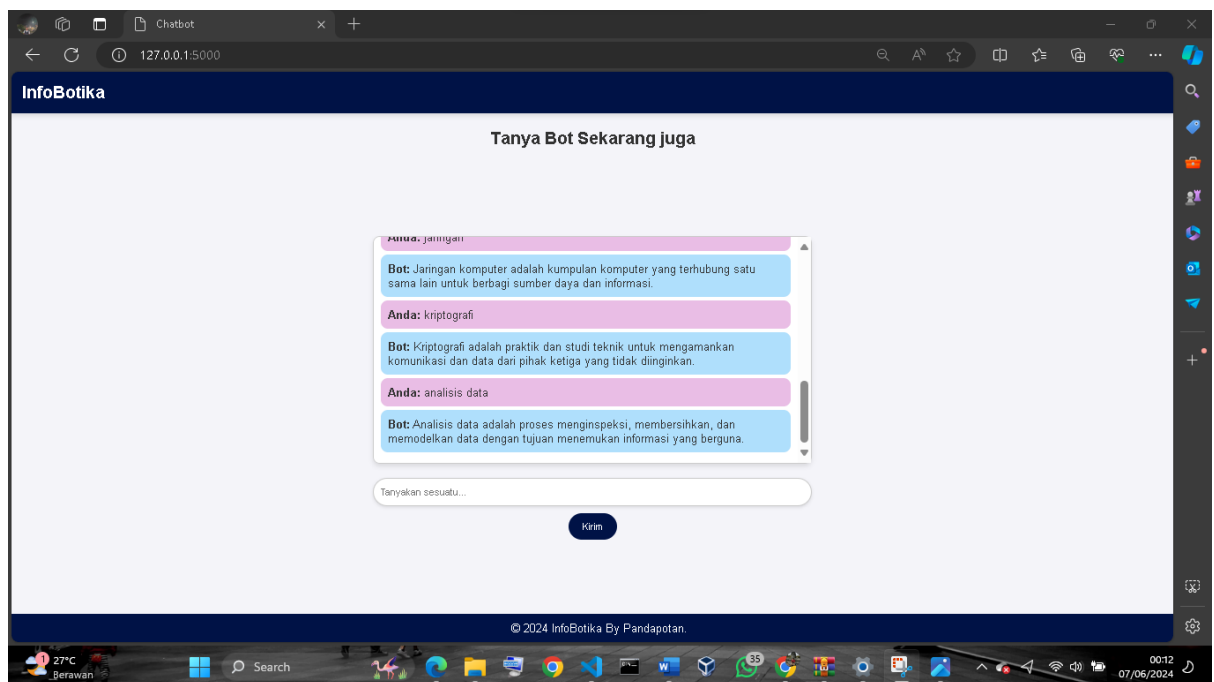 Chatbot
127.0.0.1:5000
InfoBotika
Tanya Bot Sekarang juga
Anda: jaringan
Bot: Jaringan komputer adalah kumpulan komputer yang terhubung satu
sama lain untuk berbagi sumber daya dan informasi.
Anda: kriptografi
Bot: Kriptografi adalah praktik dan studi teknik untuk mengamankan
komunikasi dan data dari pihak ketiga yang tidak diinginkan.
Anda: analisis data
Bot: Analisis data adalah proses menginspeksi, membersihkan, dan
memodelkan data dengan tujuan menemukan informasi yang berguna.
Tanyakan sesuatu...
Kirim
© 2024 InfoBotika By Pandapotan.
1
27°C
Berawan
Search
35
00:12
07/06/2024